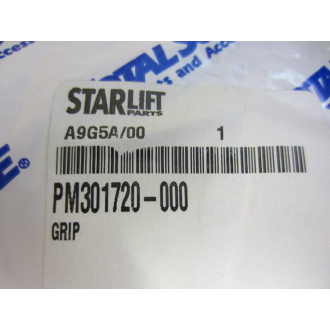 STARLIFT
PARTS
A9G5A/00 1
PM301720-000
GRIP